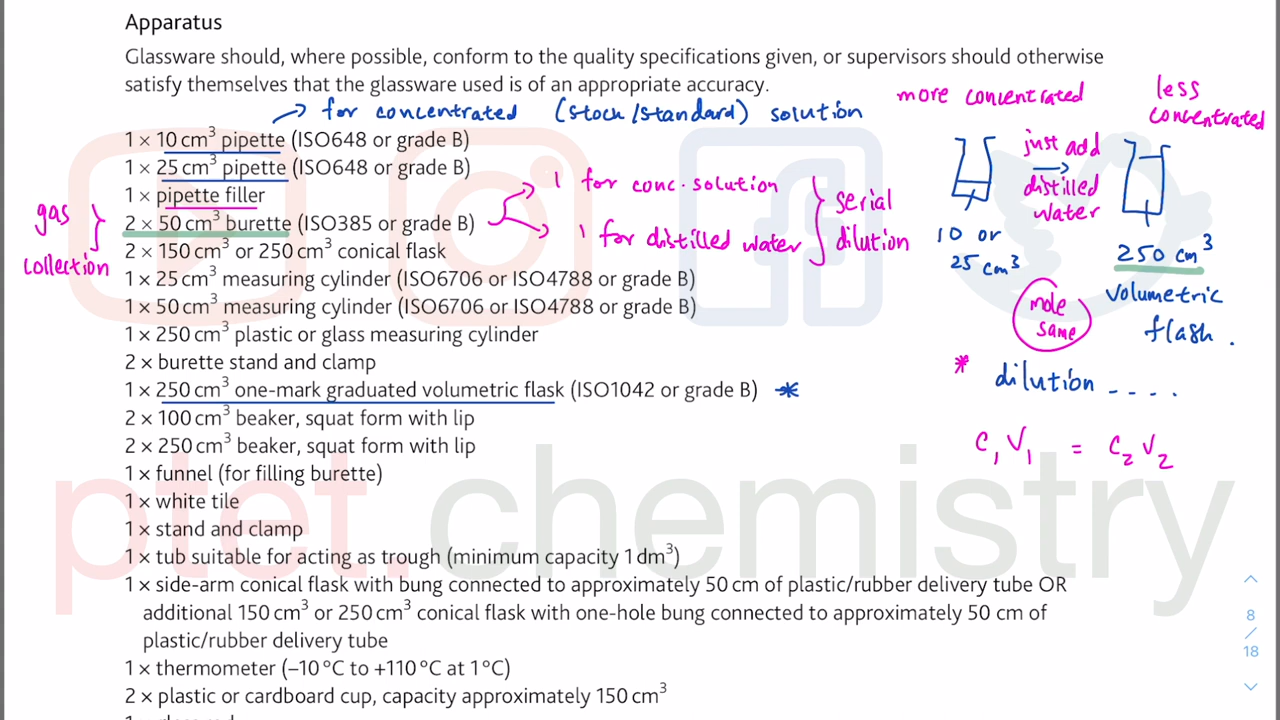 Apparatus
Glassware should, where possible, conform to the quality specifications given, or supervisors should otherwise
satisfy themselves that the glassware used is of an appropriate accuracy.
for concentrated (stock/standard) solution
1 × 10 cm³ pipette (ISO648 or grade B)
1 × 25 cm³ pipette (ISO648 or grade B)
1 × pipette filler
2 × 50 cm³ burette (ISO385 or grade B)
2 × 150 cm³ or 250 cm³ conical flask
1 × 25 cm³ measuring cylinder (ISO6706 or ISO4788 or grade B)
1 × 50 cm³ measuring cylinder (ISO6706 or ISO4788 or grade B)
1 × 250 cm³ plastic or glass measuring cylinder
2 × burette stand and clamp
1 × 250 cm³ one-mark graduated volumetric flask (ISO1042 or grade B) *
2 × 100 cm³ beaker, squat form with lip
2 × 250 cm³ beaker, squat form with lip
1 × funnel (for filling burette)
1 × white tile
1 × stand and clamp
1 × tub suitable for acting as trough (minimum capacity 1 dm³)
1 × side-arm conical flask with bung connected to approximately 50 cm of plastic/rubber delivery tube OR
additional 150 cm³ or 250 cm³ conical flask with one-hole bung connected to approximately 50 cm of
plastic/rubber delivery tube
1 × thermometer (–10 °C to +110 °C at 1 °C)
2 × plastic or cardboard cup, capacity approximately 150 cm³
gas
collection
1 for conc. solution
1 for distilled water
serial
dilution
more concentrated
less
concentrated
just add
distilled
water
10 or
25 cm³
250 cm³
volumetric
flash.
mole
same
* dilution ....
C₁V₁ = C₂V₂
ptet.chemistry
8
/
18